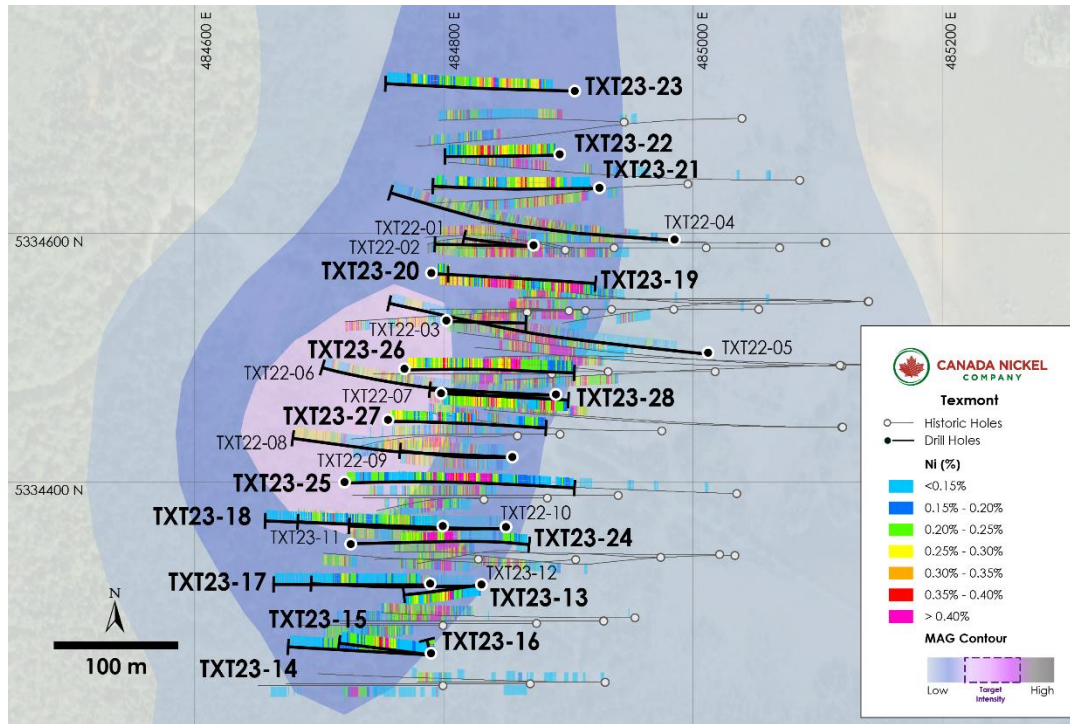 484600 E
484800 E
485000 E
485200 E
TXT23-23
TXT23-22
TXT23-21
TXT22-01
TXT22-04
5334600 N
TXT22-02
TXT23-20
TXT23-19
TXT22-03
TXT23-26
TXT22-05
TXT22-06
TXT22-07
TXT23-28
TXT23-27
TXT22-08
TXT22-09
5334400 N
TXT23-25
TXT23-18
TXT22-10
TXT23-11
TXT23-24
TXT23-17
TXT23-12
TXT23-13
TXT23-15
TXT23-16
TXT23-14
N
100 m
CANADA NICKEL
COMPANY
Texmont
Historic Holes
Drill Holes
Ni (%)
<0.15%
0.15% - 0.20%
0.20% - 0.25%
0.25% - 0.30%
0.30% - 0.35%
0.35% - 0.40%
> 0.40%
MAG Contour
Low
Target
Intensity
High